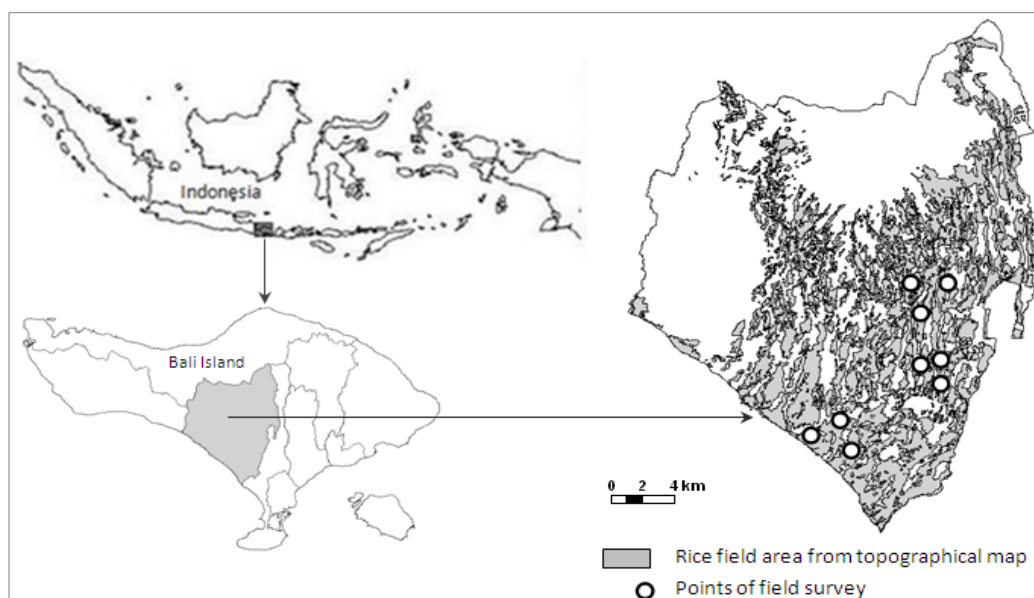 Indonesia
Bali Island
0 2 4 km
Rice field area from topographical map
Points of field survey